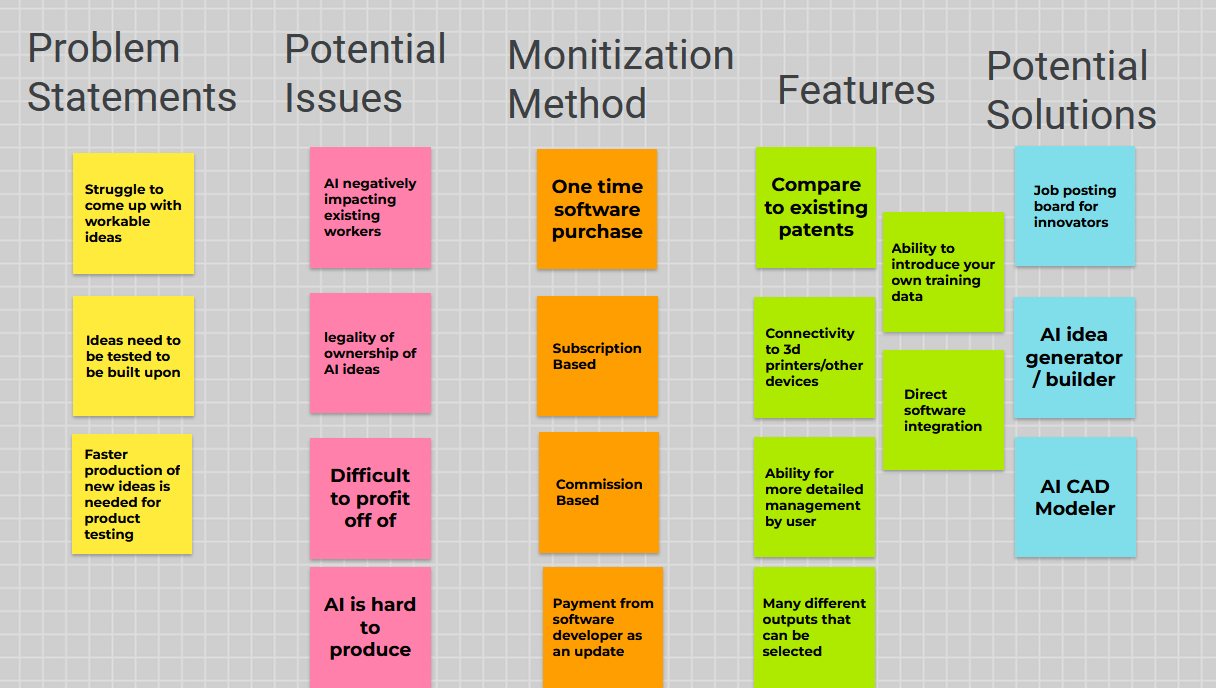 Problem
Statements
Struggle to
come up with
workable
ideas
Ideas need to
be tested to
be built upon
Faster
production of
new ideas is
needed for
product
testing
Potential
Issues
AI negatively
impacting
existing
workers
legality of
ownership of
AI ideas
Difficult
to profit
off of
AI is hard
to
produce
Monitization
Method
One time
software
purchase
Subscription
Based
Commission
Based
Payment from
software
developer as
an update
Features
Compare
to existing
patents
Connectivity
to 3d
printers/other
devices
Ability for
more detailed
management
by user
Many different
outputs that
can be
selected
Ability to
introduce your
own training
data
Direct
software
integration
Potential
Solutions
Job posting
board for
innovators
AI idea
generator
/ builder
AI CAD
Modeler